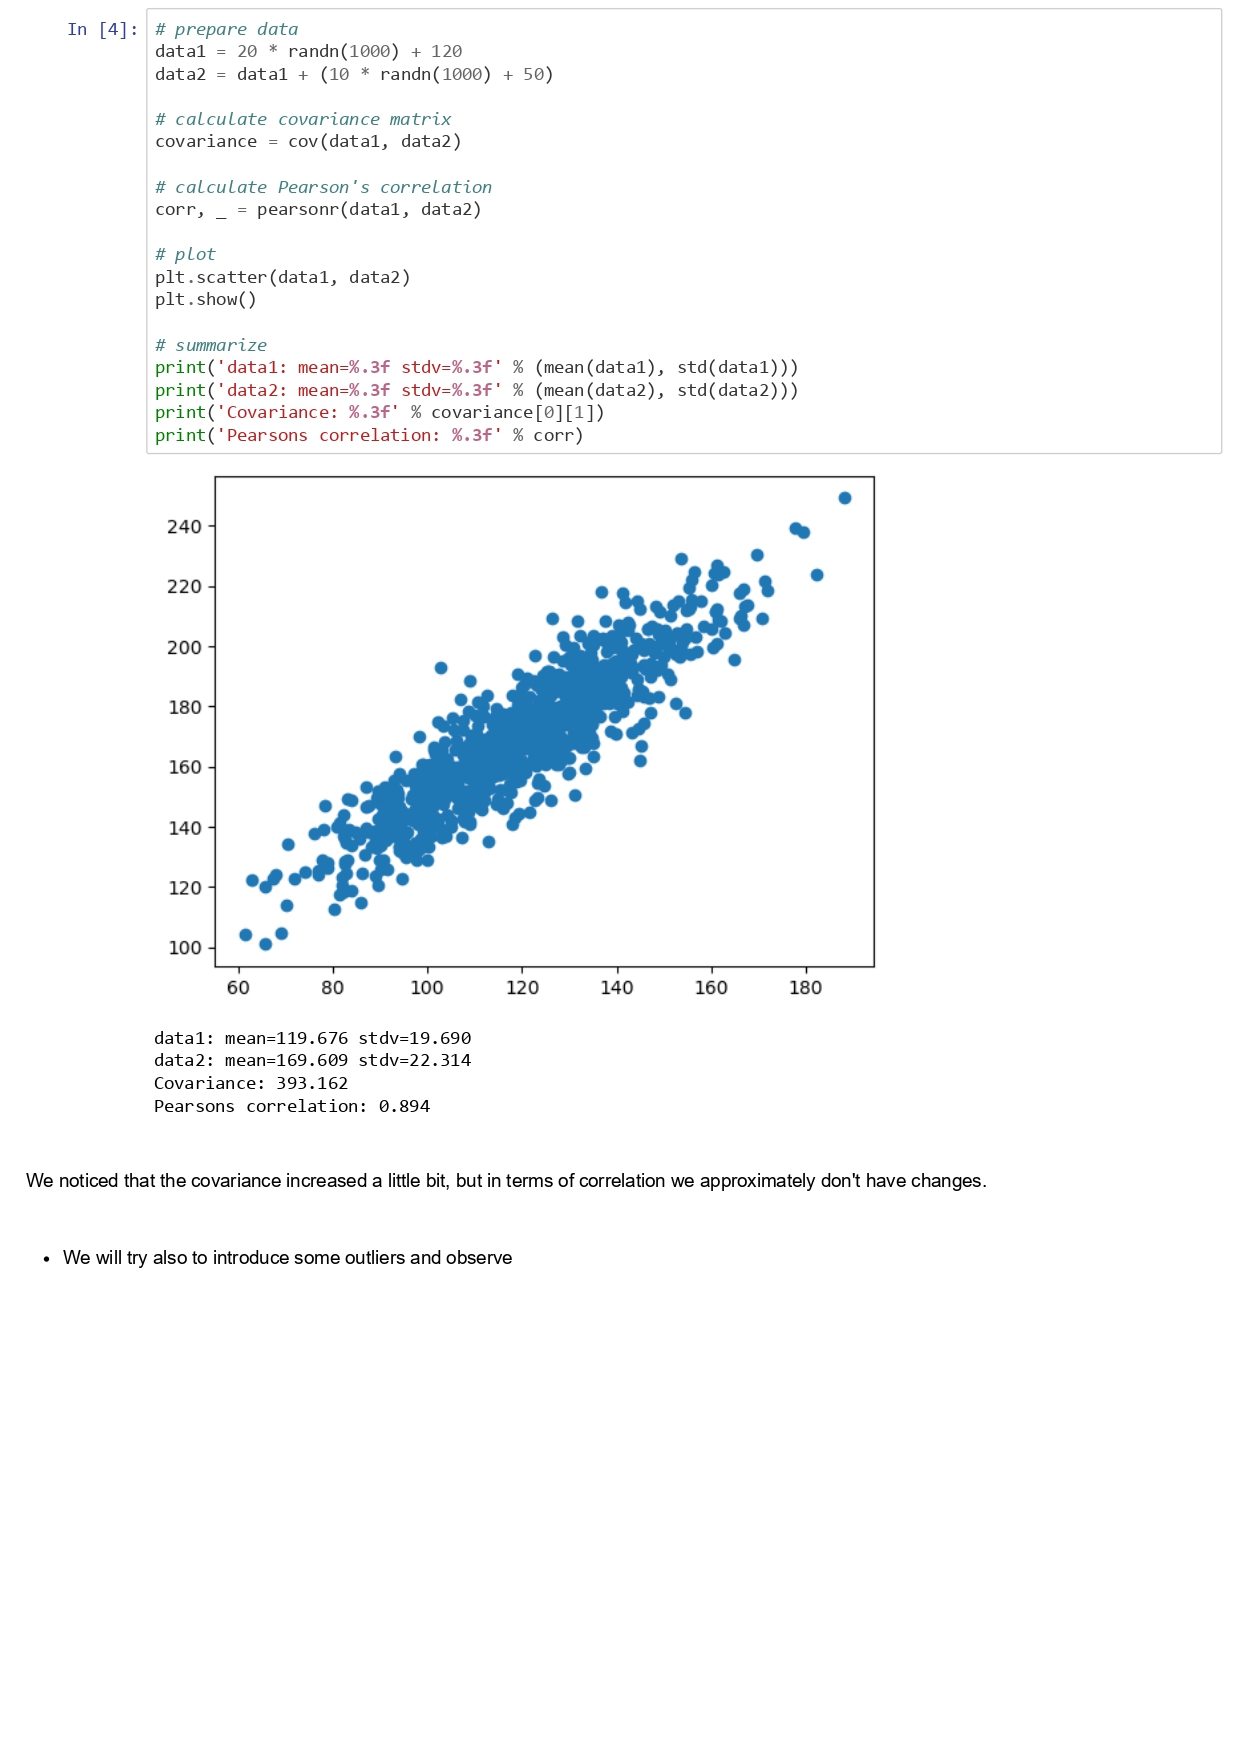 In [4]:
# prepare data
data1 = 20 * randn(1000) + 120
data2 = data1 + (10 * randn(1000) + 50)
# calculate covariance matrix
covariance = cov(data1, data2)
# calculate Pearson's correlation
corr, _ = pearsonr(data1, data2)
# plot
plt.scatter(data1, data2)
plt.show()
# summarize
print('data1: mean=%.3f stdv=%.3f' % (mean(data1), std(data1)))
print('data2: mean=%.3f stdv=%.3f' % (mean(data2), std(data2)))
print('Covariance: %.3f' % covariance[0][1])
print('Pearsons correlation: %.3f' % corr)
240
220
200
180
160
140
120
100
60 80 100 120 140 160 180
data1: mean=119.676 stdv=19.690
data2: mean=169.609 stdv=22.314
Covariance: 393.162
Pearsons correlation: 0.894
We noticed that the covariance increased a little bit, but in terms of correlation we approximately don't have changes.
• We will try also to introduce some outliers and observe